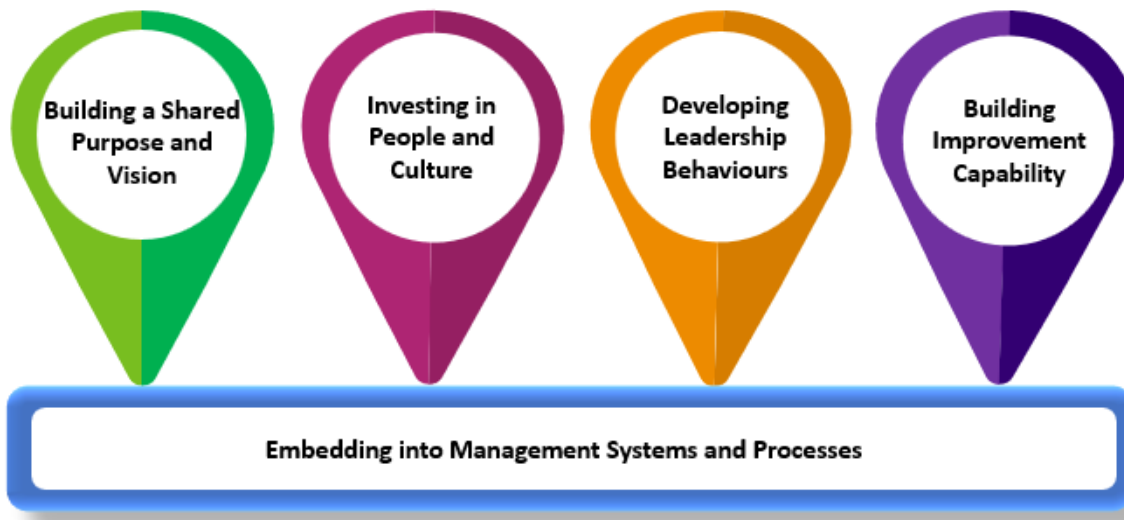 Building a Shared
Purpose and
Vision
Investing in
People and
Culture
Developing
Leadership
Behaviours
Building
Improvement
Capability
Embedding into Management Systems and Processes